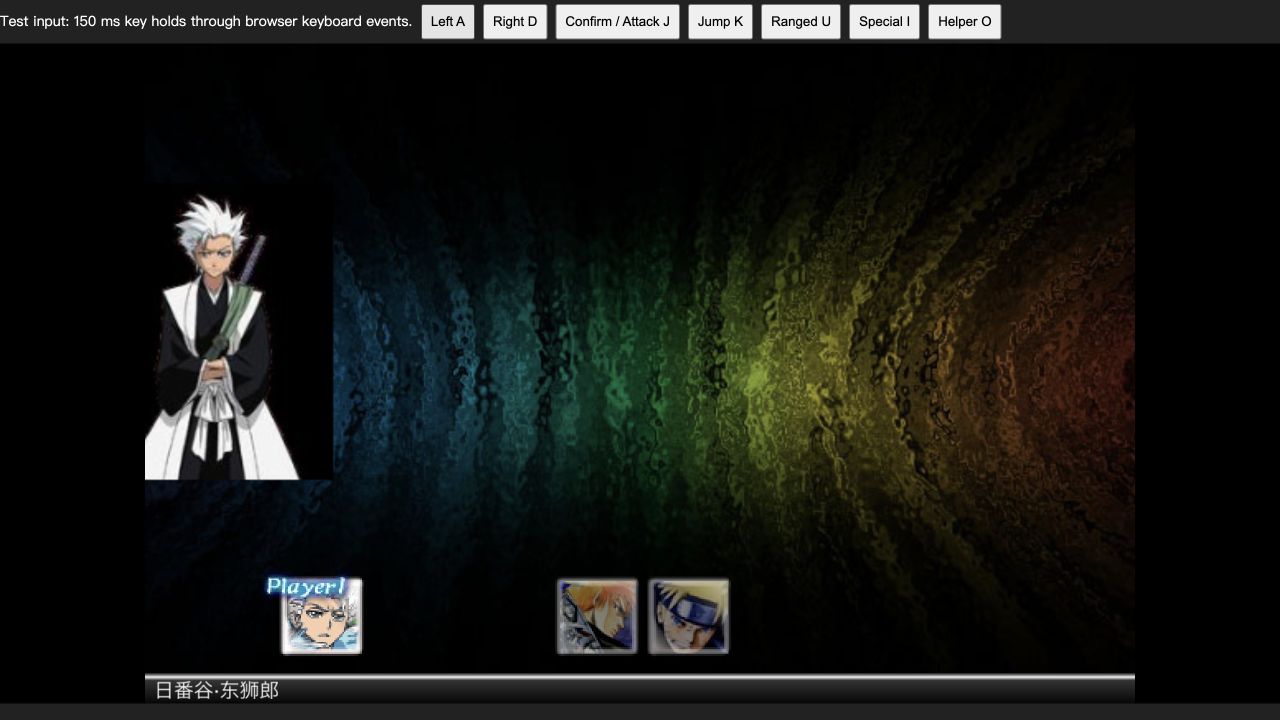 Test input: 150 ms key holds through browser keyboard events. Left A Right D Confirm / Attack J Jump K Ranged U Special I Helper O
Player1
日番谷·东狮郎